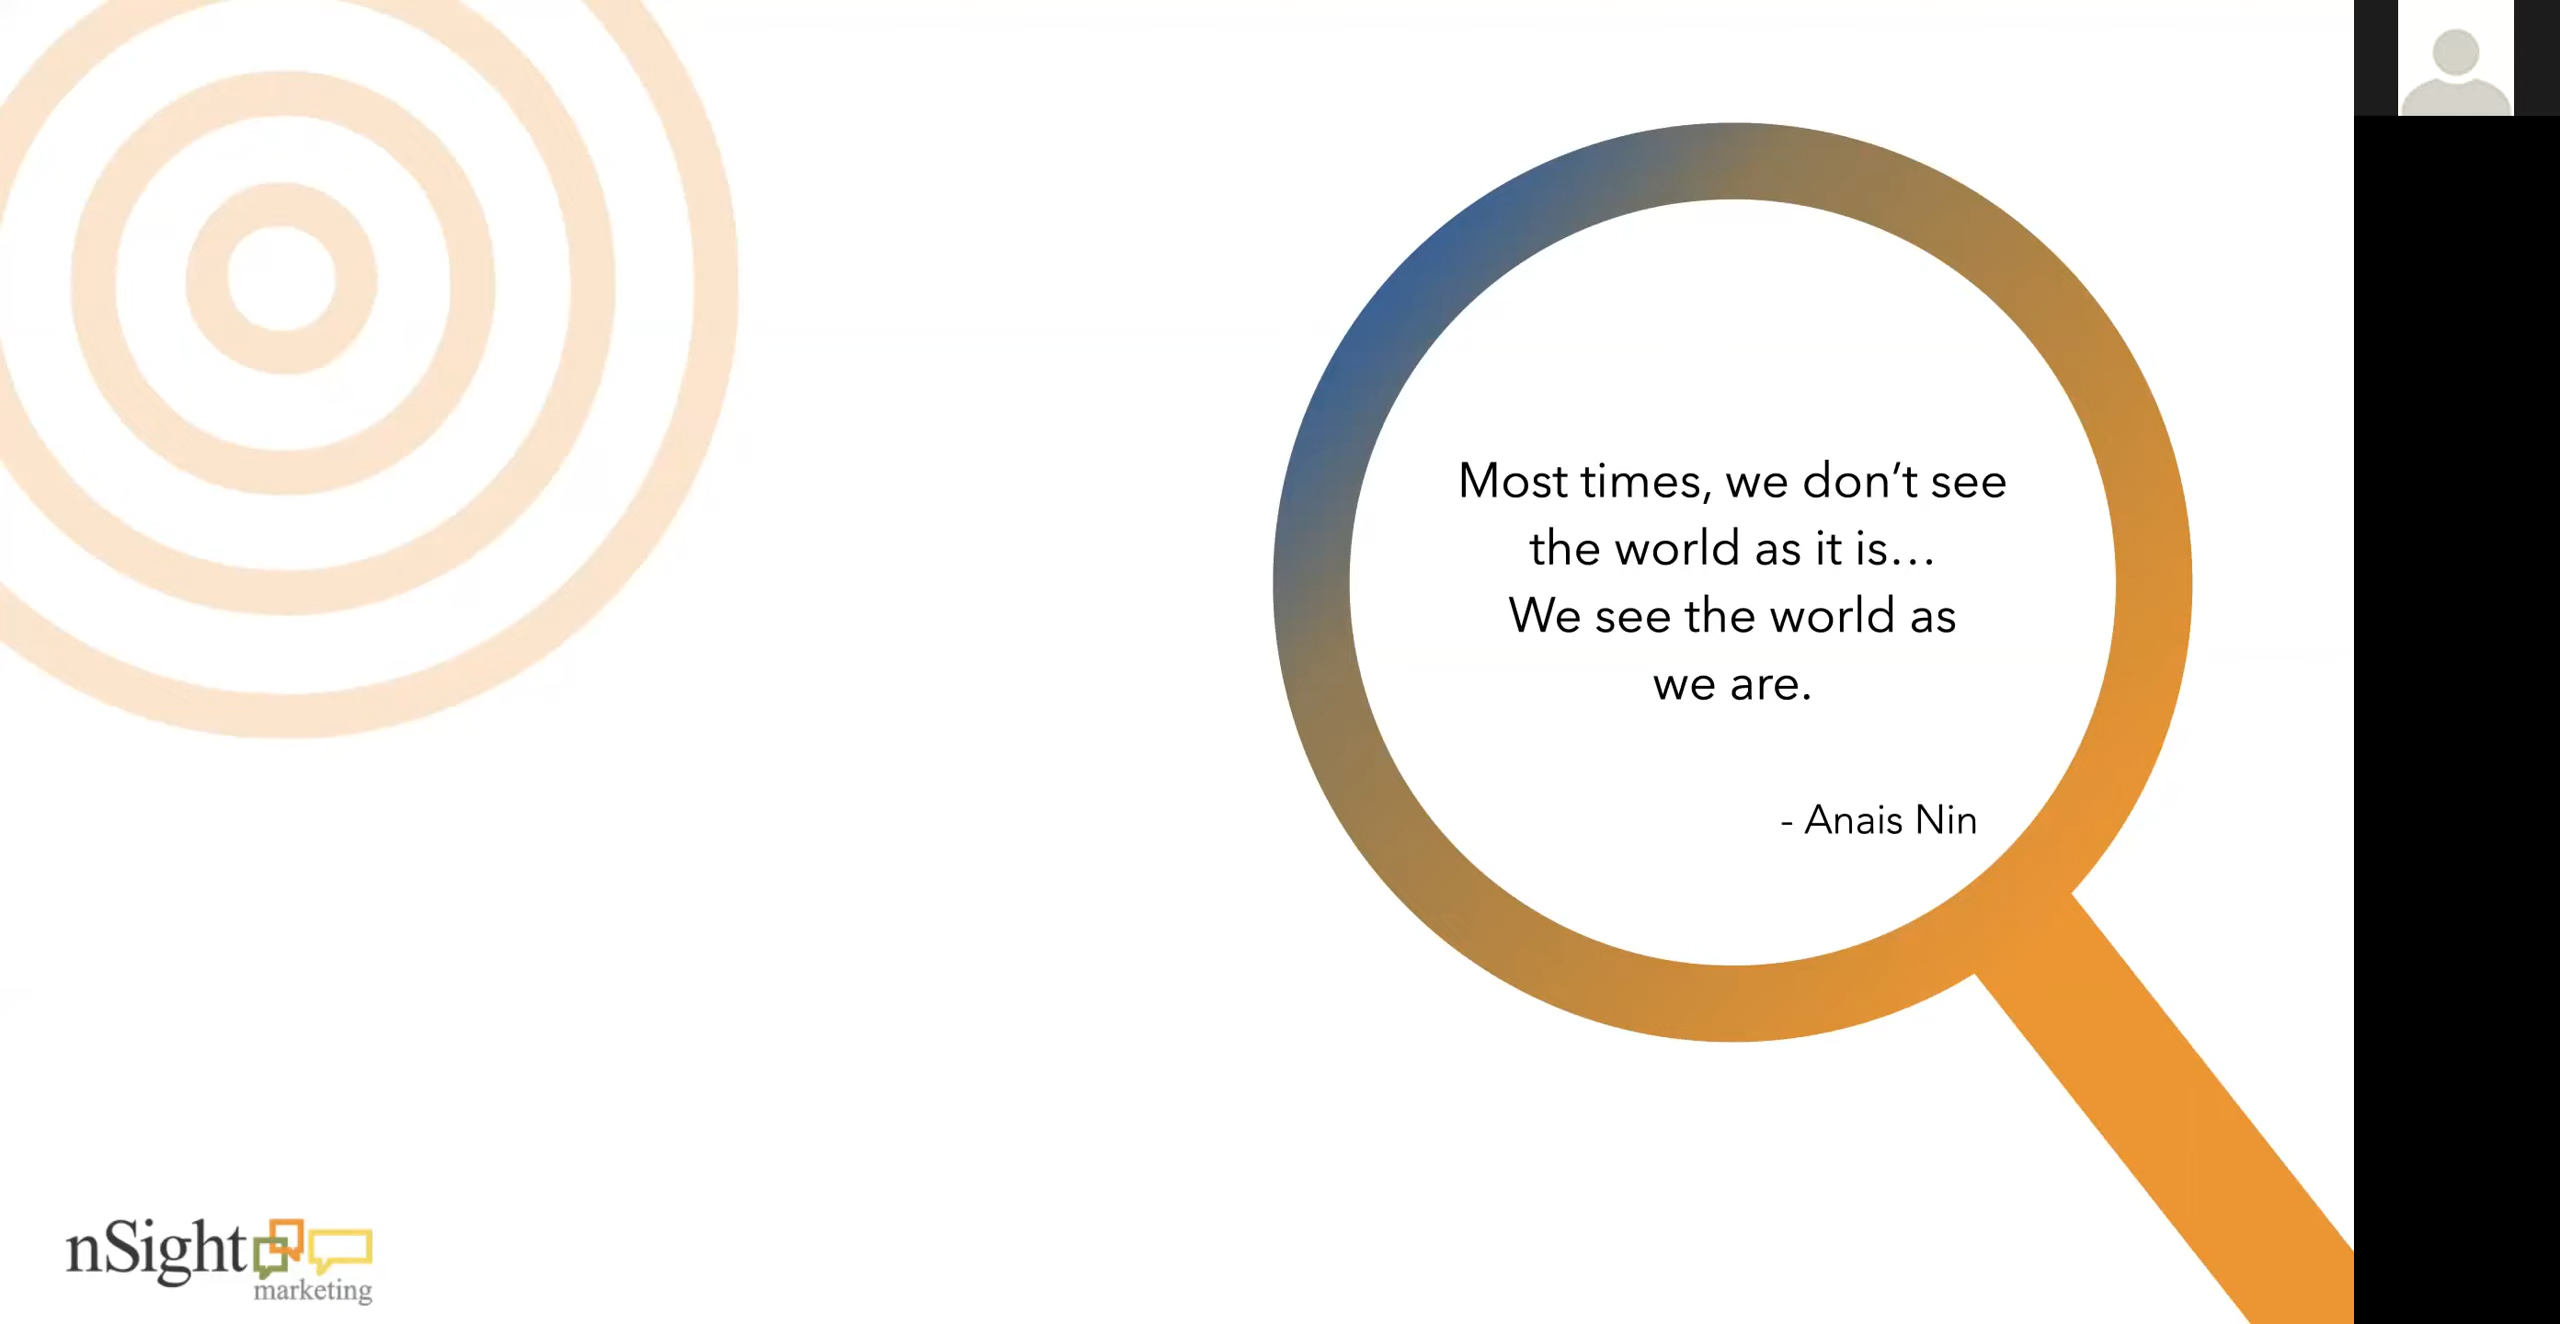 Most times, we don’t see
the world as it is…
We see the world as
we are.
- Anais Nin
nSight
marketing